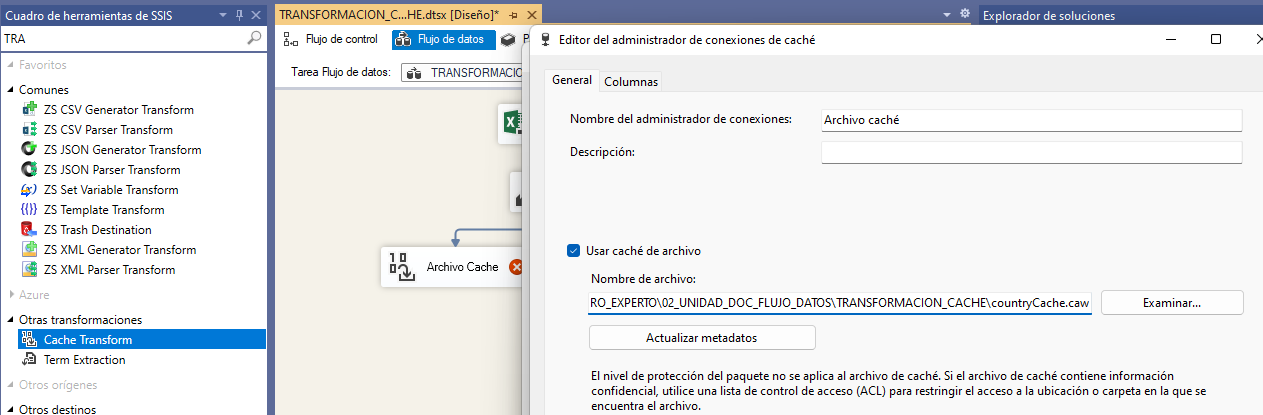 Cuadro de herramientas de SSIS
TRA
Favoritos
Comunes
ZS CSV Generator Transform
ZS CSV Parser Transform
ZS JSON Generator Transform
ZS JSON Parser Transform
ZS Set Variable Transform
ZS Template Transform
ZS Trash Destination
ZS XML Generator Transform
ZS XML Parser Transform
Azure
Otras transformaciones
Cache Transform
Term Extraction
Otros orígenes
Otros destinos
TRANSFORMACION_C...HE.dtsx [Diseño]*
Flujo de control
Flujo de datos
P
Tarea Flujo de datos:
TRANSFORMACIO
Archivo Cache
Explorador de soluciones
Editor del administrador de conexiones de caché
General
Columnas
Nombre del administrador de conexiones:
Archivo caché
Descripción:
Usar caché de archivo
Nombre de archivo:
RO_EXPERTO\02_UNIDAD_DOC_FLUJO_DATOS\TRANSFORMACION_CACHE\countryCache.caw
Examinar...
Actualizar metadatos
El nivel de protección del paquete no se aplica al archivo de caché. Si el archivo de caché contiene información
confidencial, utilice una lista de control de acceso (ACL) para restringir el acceso a la ubicación o carpeta en la que se
encuentra el archivo.